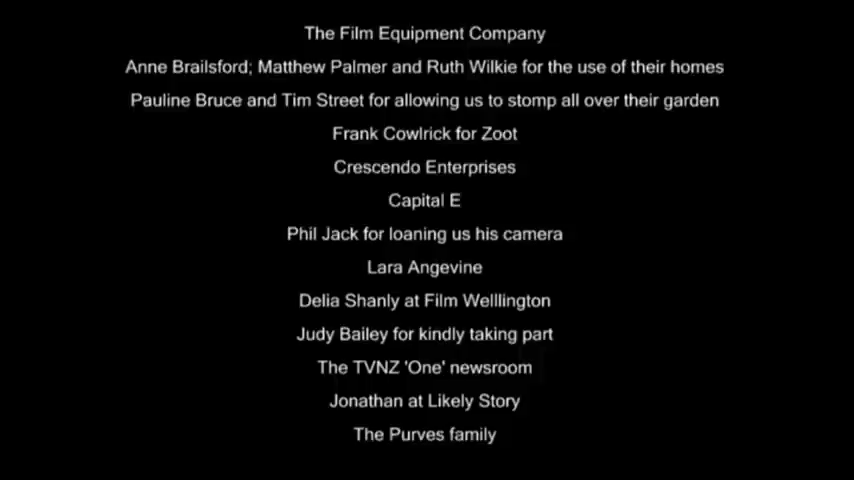 The Film Equipment Company
Anne Brailsford; Matthew Palmer and Ruth Wilkie for the use of their homes
Pauline Bruce and Tim Street for allowing us to stomp all over their garden
Frank Cowlrick for Zoot
Crescendo Enterprises
Capital E
Phil Jack for loaning us his camera
Lara Angevine
Delia Shanly at Film Welllington
Judy Bailey for kindly taking part
The TVNZ 'One' newsroom
Jonathan at Likely Story
The Purves family